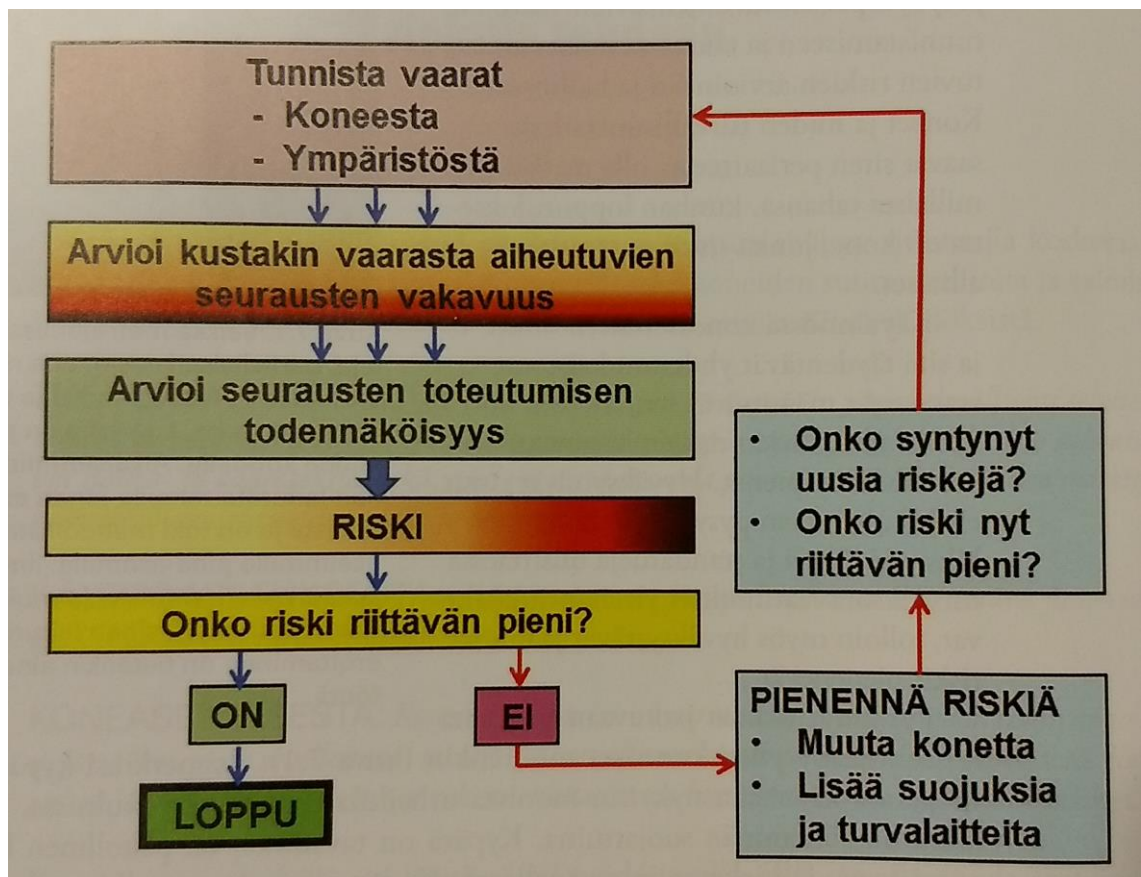 Tunnista vaarat
- Koneesta
- Ympäristöstä
Arvioi kustakin vaarasta aiheutuvien
seurausten vakavuus
Arvioi seurausten toteutumisen
todennäköisyys
RISKI
Onko riski riittävän pieni?
ON
EI
LOPPU
PIENENNÄ RISKIÄ
• Muuta konetta
• Lisää suojuksia
ja turvalaitteita
• Onko syntynyt
uusia riskejä?
• Onko riski nyt
riittävän pieni?